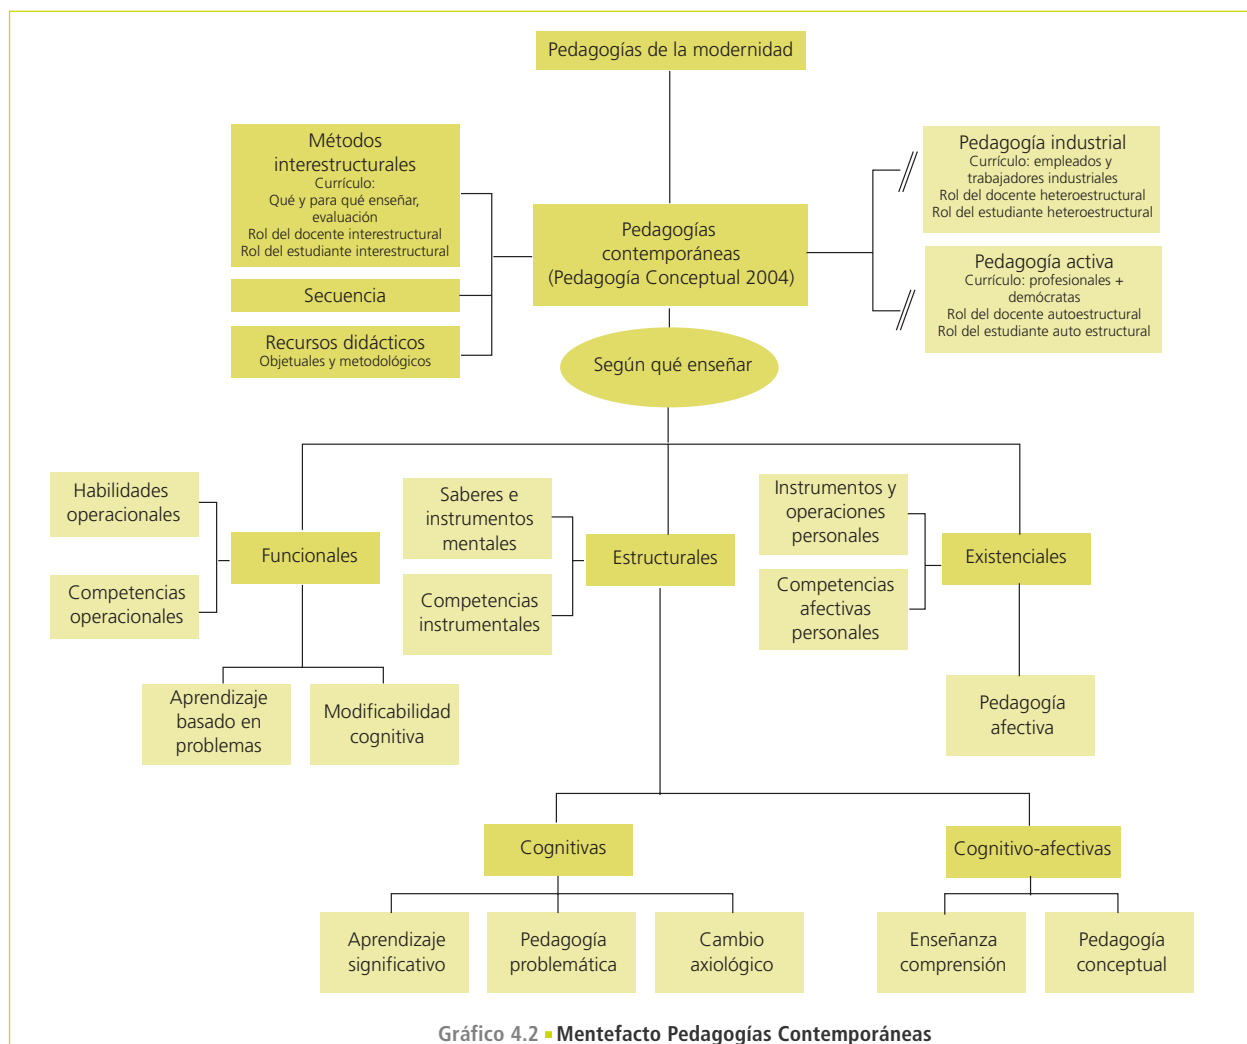 Pedagogías de la modernidad
Métodos
interestructurales
Currículo:
Qué y para qué enseñar,
evaluación
Rol del docente interestructural
Rol del estudiante interestructural
Secuencia
Recursos didácticos
Objetuales y metodológicos
Pedagogías
contemporáneas
(Pedagogía Conceptual 2004)
Pedagogía industrial
Currículo: empleados y
trabajadores industriales
Rol del docente heteroestructural
Rol del estudiante heteroestructural
Pedagogía activa
Currículo: profesionales +
demócratas
Rol del docente autoestructural
Rol del estudiante auto estructural
Según qué enseñar
Habilidades
operacionales
Competencias
operacionales
Funcionales
Saberes e
instrumentos
mentales
Competencias
instrumentales
Estructurales
Instrumentos y
operaciones
personales
Competencias
afectivas
personales
Existenciales
Aprendizaje
basado en
problemas
Modificabilidad
cognitiva
Pedagogía
afectiva
Cognitivas
Cognitivo-afectivas
Aprendizaje
significativo
Pedagogía
problemática
Cambio
axiológico
Enseñanza
comprensión
Pedagogía
conceptual
Gráfico 4.2 ▪ Mentefacto Pedagogías Contemporáneas